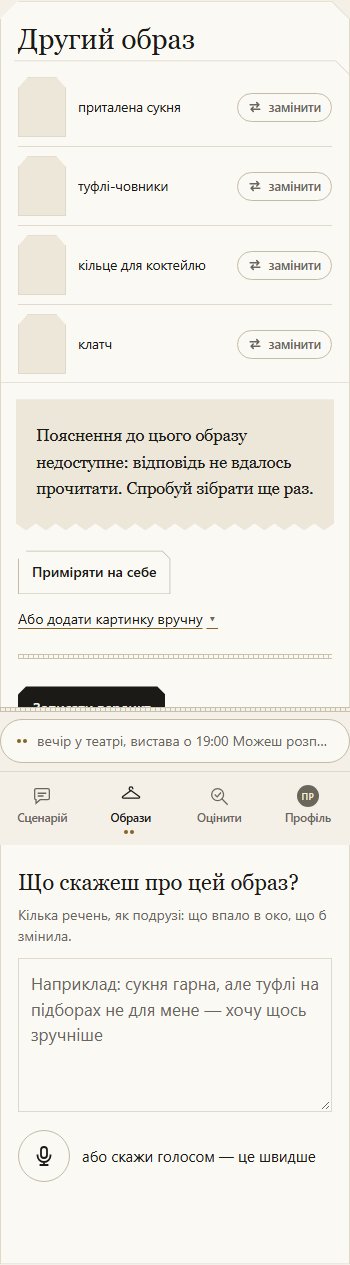 Другий образ
приталена сукня
замінити
туфлі-човники
замінити
кільце для коктейлю
замінити
клатч
замінити
Пояснення до цього образу
недоступне: відповідь не вдалось
прочитати. Спробуй зібрати ще раз.
Приміряти на себе
Або додати картинку вручну
вечір у театрі, вистава о 19:00 Можеш розп...
Сценарій
Образи
Оцінити
ПР
Профіль
Що скажеш про цей образ?
Кілька речень, як подрузі: що впало в око, що б
змінила.
Наприклад: сукня гарна, але туфлі на
підборах не для мене — хочу щось
зручніше
або скажи голосом — це швидше